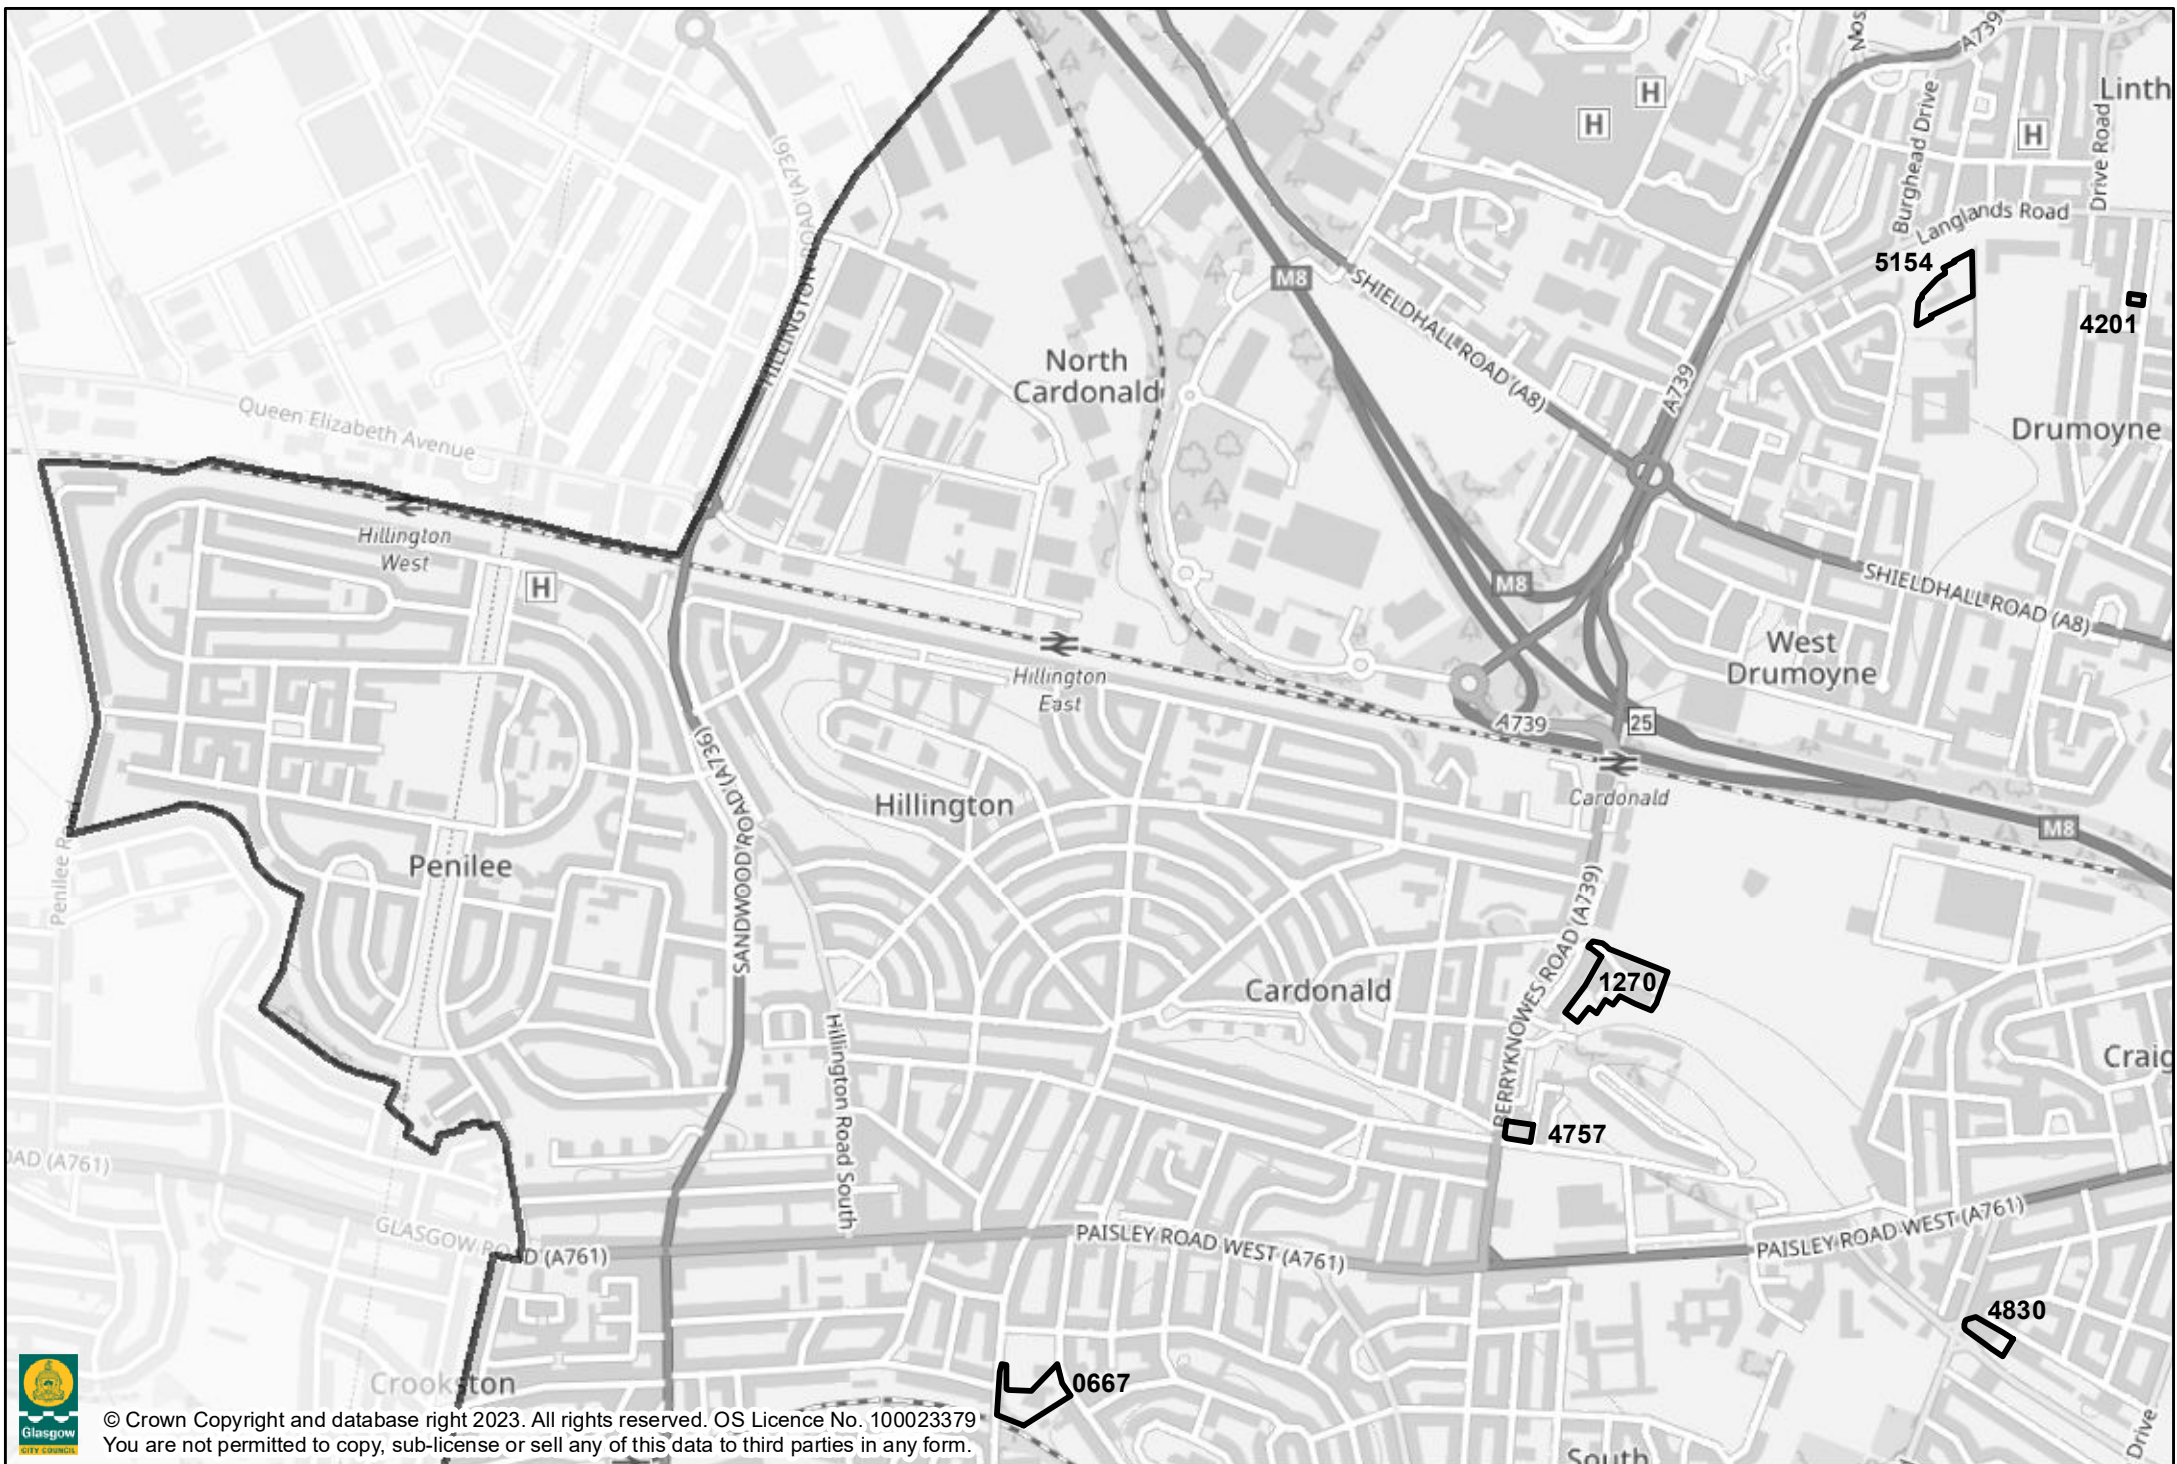 A739
Linth
H
H
H
Burghead Drive
Drive Road
HILLINGTON ROAD (A736)
Langlands Road
5154
M8
SHIELDHALL ROAD (A8)
4201
North
Cardonald
A739
Queen Elizabeth Avenue
Drumoyne
Hillington
West
H
M8
SHIELDHALL ROAD (A8)
West
Drumoyne
Hillington
East
A739
25
SANDWOOD ROAD (A736)
Cardonald
Hillington
M8
Penilee
Penilee R
BERRYKNOWES ROAD (A739)
1270
Cardonald
Hillington Road South
Craig
4757
OAD (A761)
GLASGOW ROAD (A761)
PAISLEY ROAD WEST (A761)
PAISLEY ROAD WEST (A761)
4830
Crookston
0667
Drive
South
Glasgow
CITY COUNCIL
© Crown Copyright and database right 2023. All rights reserved. OS Licence No. 100023379
You are not permitted to copy, sub-license or sell any of this data to third parties in any form.